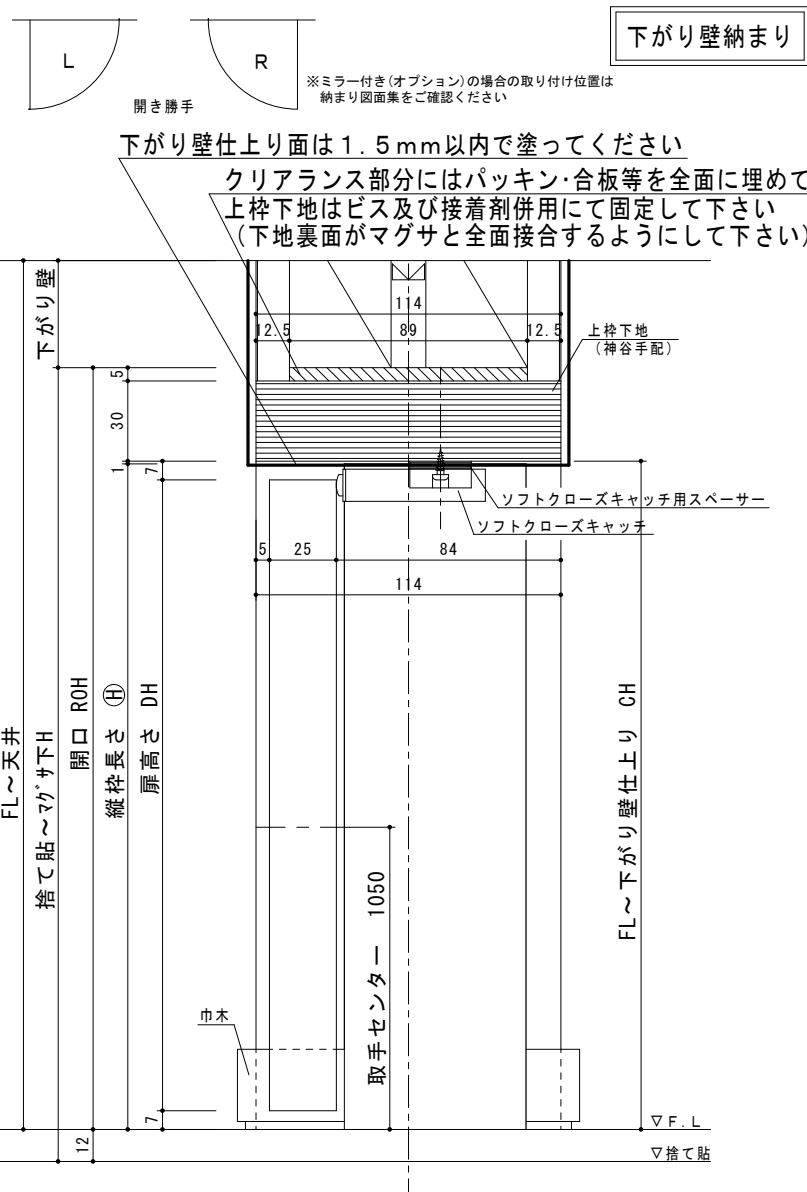 下がり壁納まり
L
R
開き勝手
※ミラー付き(オプション)の場合の取り付け位置は
納まり図面集をご確認ください
下がり壁仕上り面は1.5mm以内で塗ってください
クリアランス部分にはパッキン・合板等を全面に埋めて
上枠下地はビス及び接着剤併用にて固定して下さい
(下地裏面がマグサと全面接合するようにして下さい)
下がり壁
114
12.5
89
12.5
上枠下地
(神谷手配)
5
30
1
7
ソフトクローズキャッチ用スペーサー
ソフトクローズキャッチ
5
25
84
114
FL～天井
捨て貼～マグサ下H
開口 ROH
縦枠長さ Ⓗ
扉高さ DH
取手センター 1050
FL～下がり壁仕上り CH
巾木
7
12
▽F.L
▽捨て貼